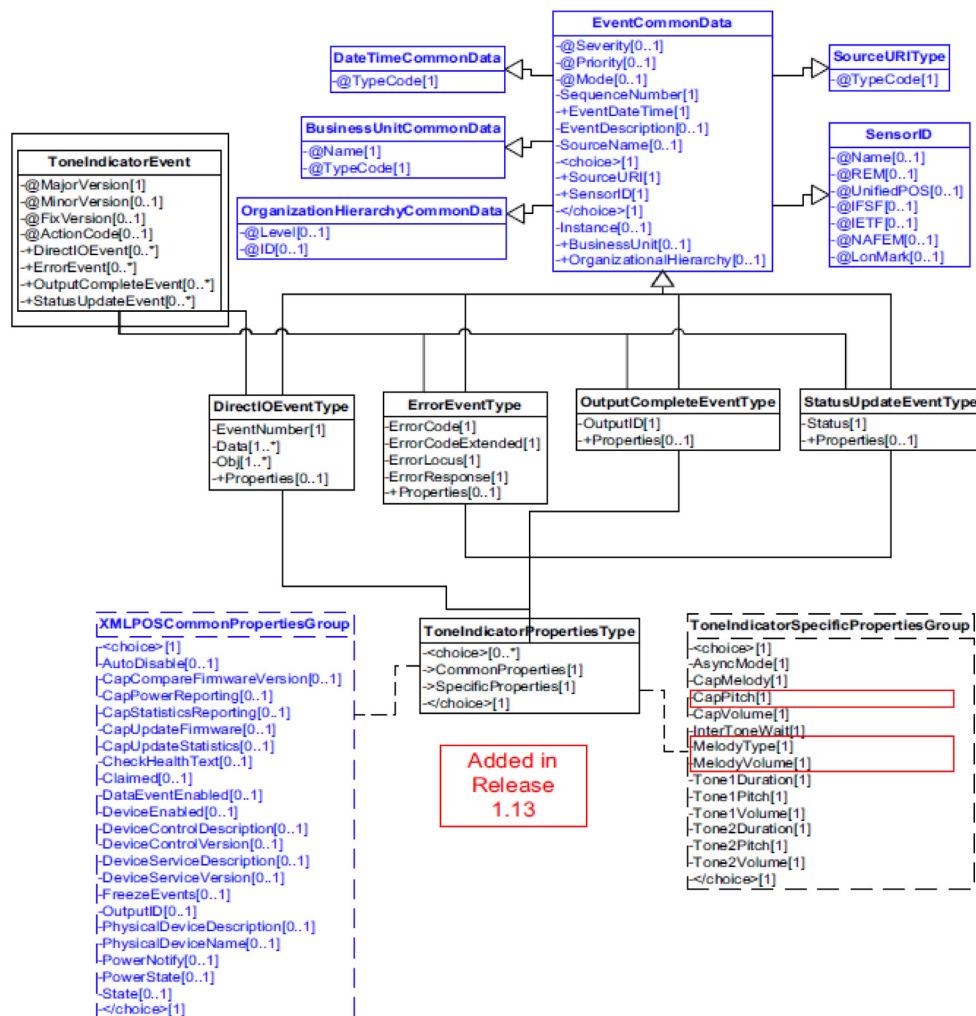 EventCommonData
-@Severity[0..1]
-@Priority[0..1]
-@Mode[0..1]
-SequenceNumber[1]
-+EventDateTime[1]
-EventDescription[0..1]
-SourceName[0..1]
-<choice>[1]
-+SourceURI[1]
-+SensorID[1]
-</choice>[1]
-Instance[0..1]
-+BusinessUnit[0..1]
-+OrganizationalHierarchy[0..1]
DateTimeCommonData
-@TypeCode[1]
BusinessUnitCommonData
-@Name[1]
-@TypeCode[1]
OrganizationHierarchyCommonData
-@Level[0..1]
-@ID[0..1]
SourceURIType
-@TypeCode[1]
SensorID
-@Name[0..1]
-@REM[0..1]
-@UnifiedPOS[0..1]
-@IFSF[0..1]
-@IETF[0..1]
-@NAFEM[0..1]
-@LonMark[0..1]
ToneIndicatorEvent
-@MajorVersion[1]
-@MinorVersion[0..1]
-@FixVersion[0..1]
-@ActionCode[0..1]
-+DirectIOEvent[0..*]
-+ErrorEvent[0..*]
-+OutputCompleteEvent[0..*]
-+StatusUpdateEvent[0..*]
DirectIOEventType
-EventNumber[1]
-Data[1..*]
-Obj[1..*]
-+Properties[0..1]
ErrorEventType
-ErrorCode[1]
-ErrorCodeExtended[1]
-ErrorLocus[1]
-ErrorResponse[1]
-+Properties[0..1]
OutputCompleteEventType
-OutputID[1]
-+Properties[0..1]
StatusUpdateEventType
-Status[1]
-+Properties[0..1]
XMLPOSCommonPropertiesGroup
-<choice>[1]
-AutoDisable[0..1]
-CapCompareFirmwareVersion[0..1]
-CapPowerReporting[0..1]
-CapStatisticsReporting[0..1]
-CapUpdateFirmware[0..1]
-CapUpdateStatistics[0..1]
-CheckHealthText[0..1]
-Claimed[0..1]
-DataEventEnabled[0..1]
-DeviceEnabled[0..1]
-DeviceControlDescription[0..1]
-DeviceControlVersion[0..1]
-DeviceServiceDescription[0..1]
-DeviceServiceVersion[0..1]
-FreezeEvents[0..1]
-OutputID[0..1]
-PhysicalDeviceDescription[0..1]
-PhysicalDeviceName[0..1]
-PowerNotify[0..1]
-PowerState[0..1]
-State[0..1]
-</choice>[1]
ToneIndicatorPropertiesType
-<choice>[0..*]
->CommonProperties[1]
->SpecificProperties[1]
-</choice>[1]
Added in
Release
1.13
ToneIndicatorSpecificPropertiesGroup
-<choice>[1]
-AsyncMode[1]
-CapMelody[1]
-CapPitch[1]
-CapVolume[1]
-InterToneWait[1]
-MelodyType[1]
-MelodyVolume[1]
-Tone1Duration[1]
-Tone1Pitch[1]
-Tone1Volume[1]
-Tone2Duration[1]
-Tone2Pitch[1]
-Tone2Volume[1]
-</choice>[1]